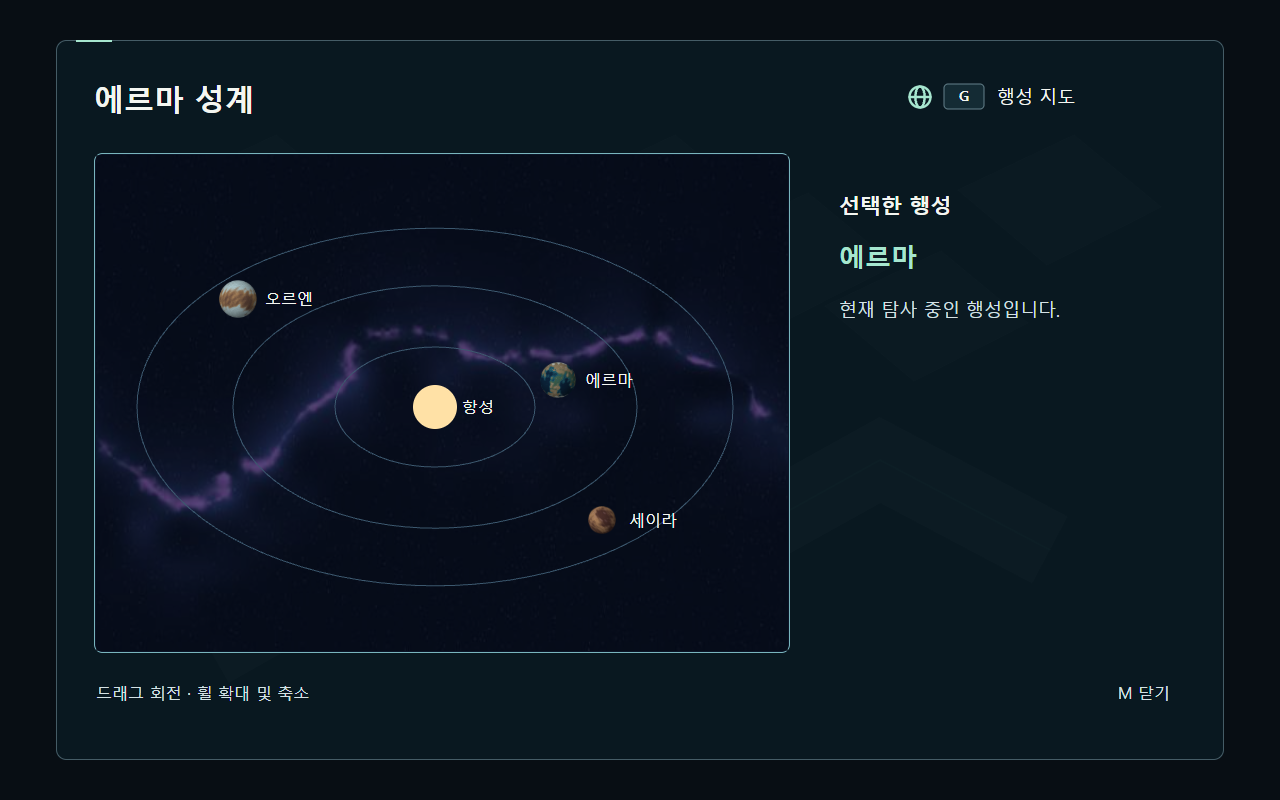 에르마 성계
G 행성 지도
선택한 행성
에르마
현재 탐사 중인 행성입니다.
오르엔
에르마
항성
세이라
드래그 회전 · 휠 확대 및 축소
M 닫기